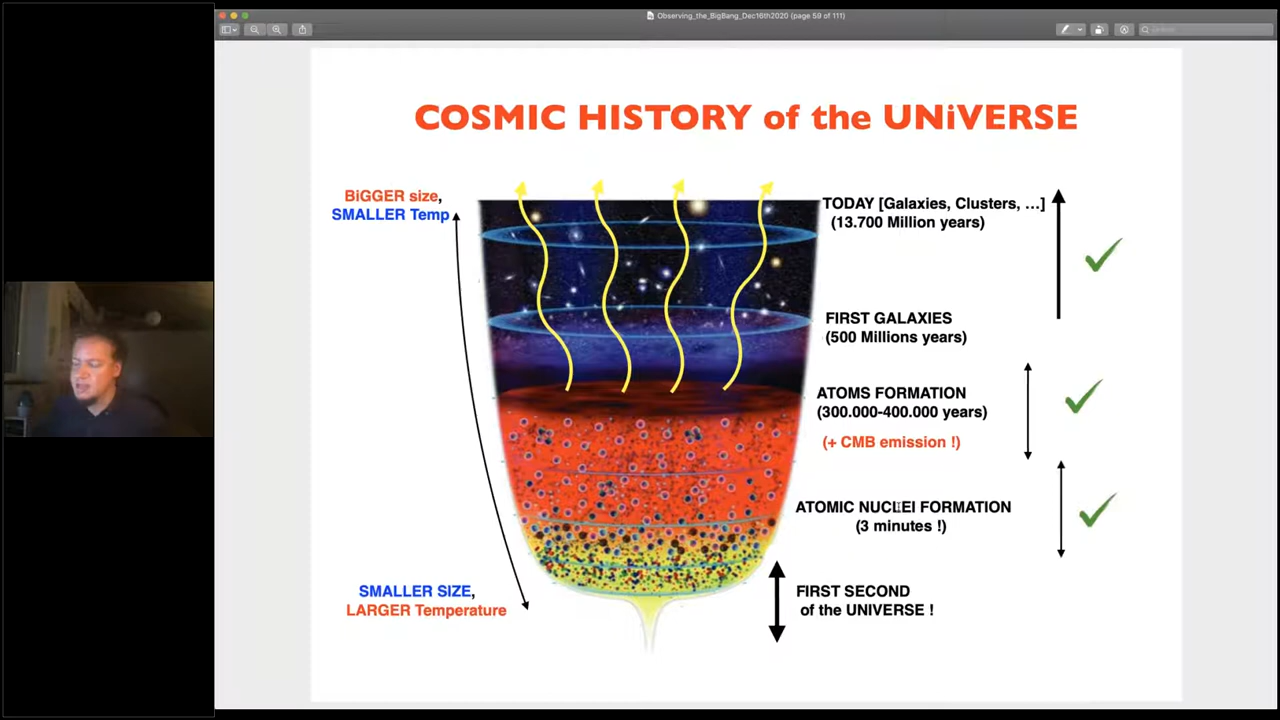 Observing_the_BigBang_Dec16th2020 (page 59 of 111)
Search
COSMIC HISTORY of the UNiVERSE
BiGGER size,
SMALLER Temp
TODAY [Galaxies, Clusters, ...]
(13.700 Million years)
FIRST GALAXIES
(500 Millions years)
ATOMS FORMATION
(300.000-400.000 years)
(+ CMB emission !)
ATOMIC NUCLEI FORMATION
(3 minutes !)
SMALLER SIZE,
LARGER Temperature
FIRST SECOND
of the UNIVERSE !